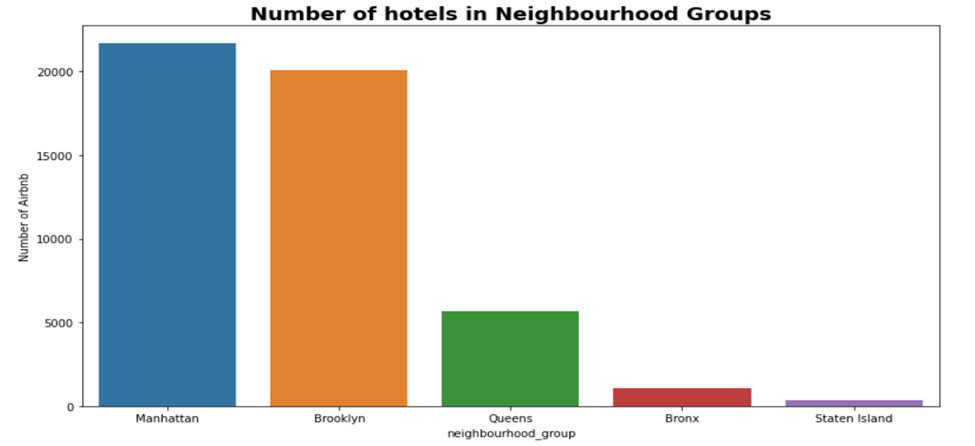 Number of hotels in Neighbourhood Groups
Number of Airbnb
20000
15000
10000
5000
0
Manhattan Brooklyn Queens Bronx Staten Island
neighbourhood_group